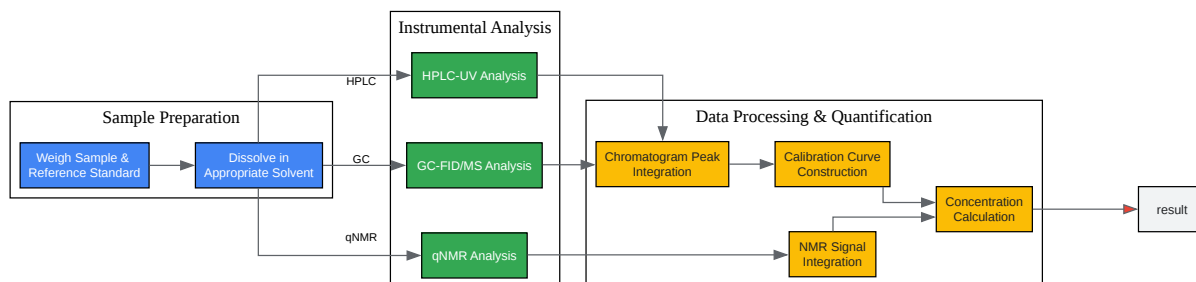 Instrumental Analysis
HPLC-UV Analysis
HPLC
Sample Preparation
Data Processing & Quantification
Weigh Sample &
Reference Standard
Dissolve in
Appropriate Solvent
GC
GC-FID/MS Analysis
Chromatogram Peak
Integration
Calibration Curve
Construction
Concentration
Calculation
result
qNMR
qNMR Analysis
NMR Signal
Integration